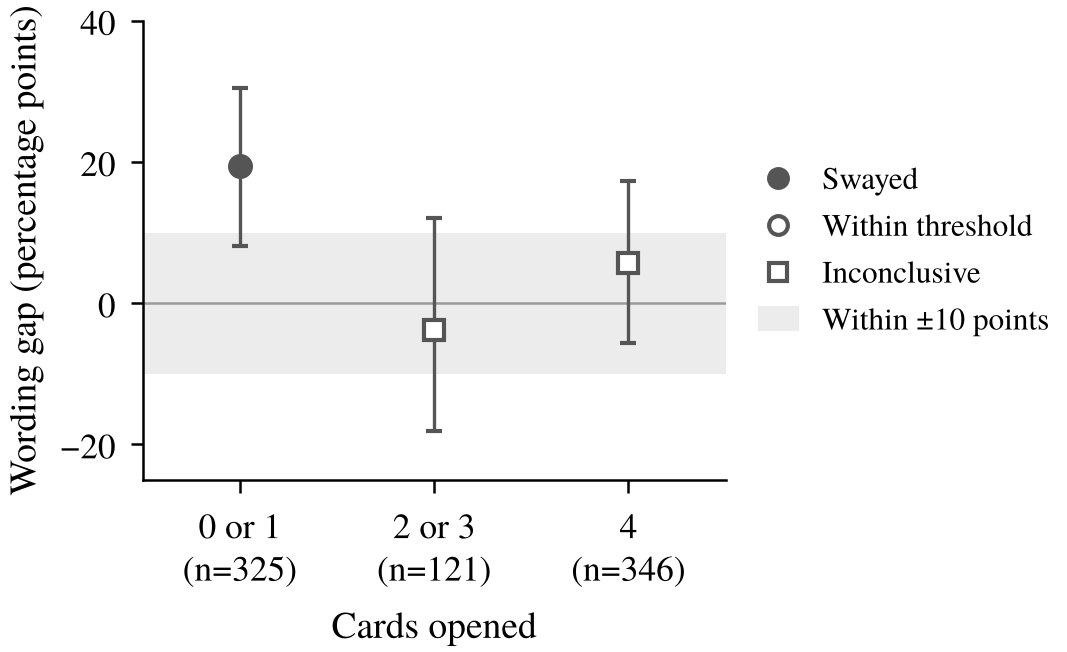 Wording gap (percentage points)
40
20
0
−20
0 or 1
(n=325)
2 or 3
(n=121)
4
(n=346)
Cards opened
Swayed
Within threshold
Inconclusive
Within ±10 points